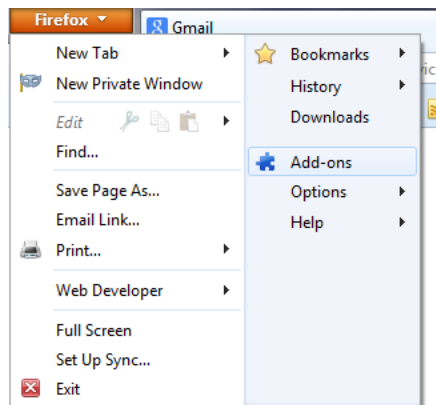 Firefox
Gmail
New Tab
New Private Window
Edit
Find...
Save Page As...
Email Link...
Print...
Web Developer
Full Screen
Set Up Sync...
Exit
Bookmarks
History
Downloads
Add-ons
Options
Help